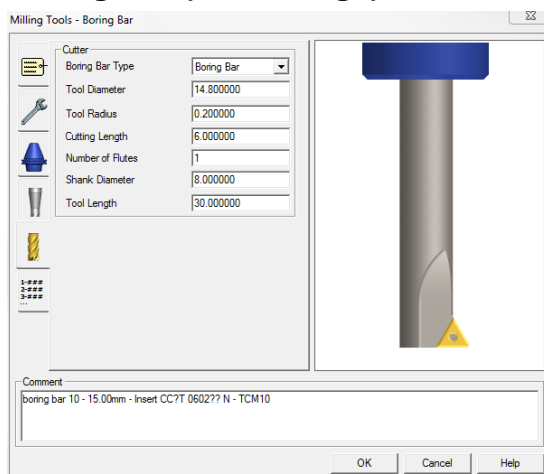 Milling Tools - Boring Bar
Cutter
Boring Bar Type Boring Bar
Tool Diameter 14.800000
Tool Radius 0.200000
Cutting Length 6.000000
Number of Flutes 1
Shank Diameter 8.000000
Tool Length 30.000000
1-###
2-###
3-###
...
Comment
boring bar 10 - 15.00mm - Insert CC?T 0602?? N - TCM10
OK Cancel Help